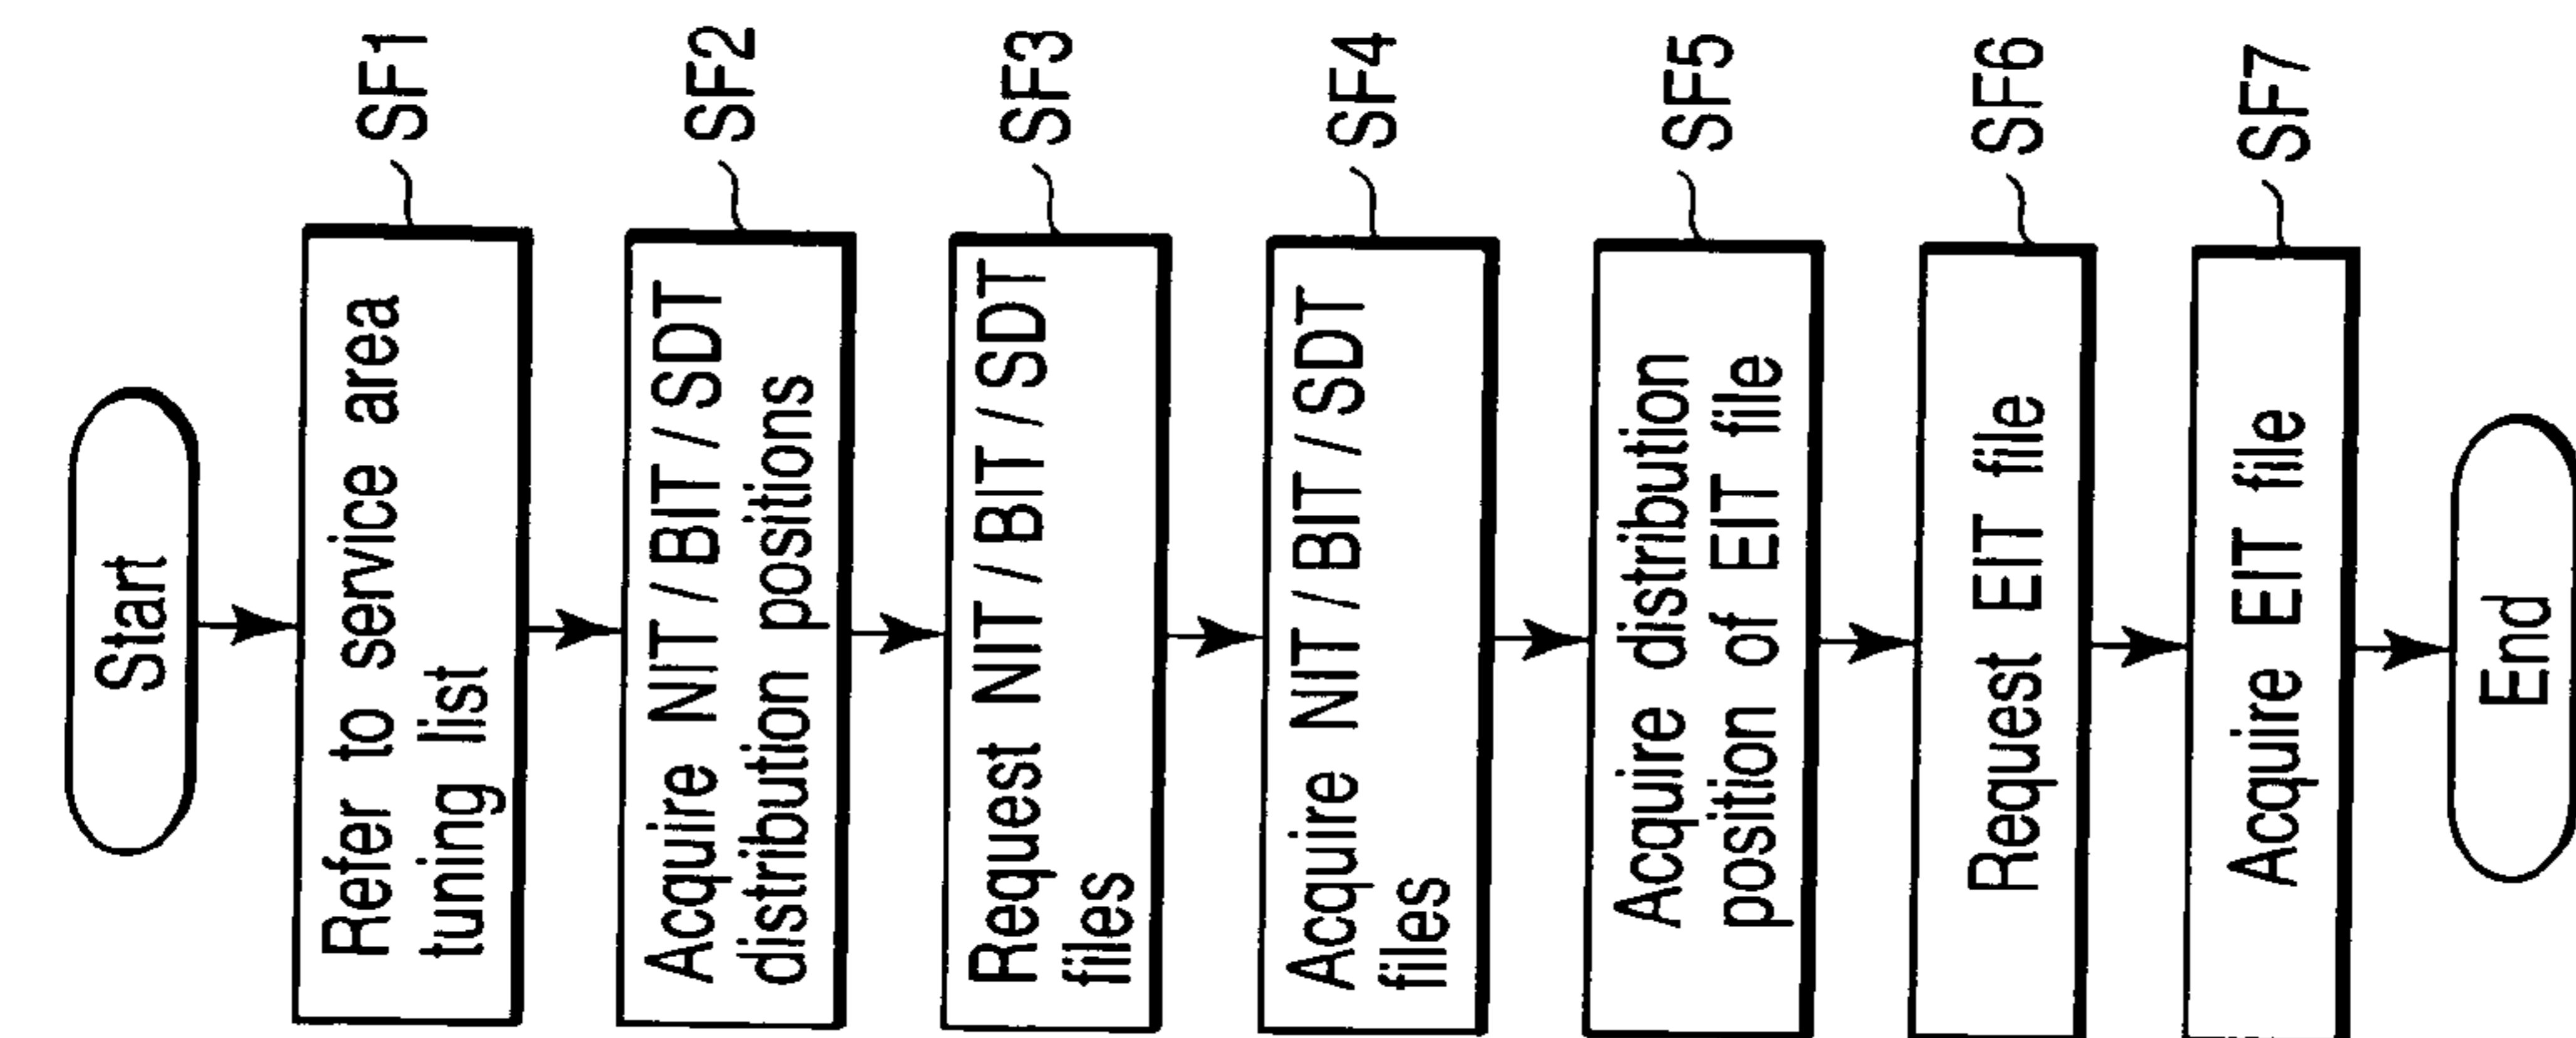 Start
Refer to service area
tuning list
SF1
Acquire NIT / BIT / SDT
distribution positions
SF2
Request NIT / BIT / SDT
files
SF3
Acquire NIT / BIT / SDT
files
SF4
Acquire distribution
position of EIT file
SF5
Request EIT file
SF6
Acquire EIT file
SF7
End